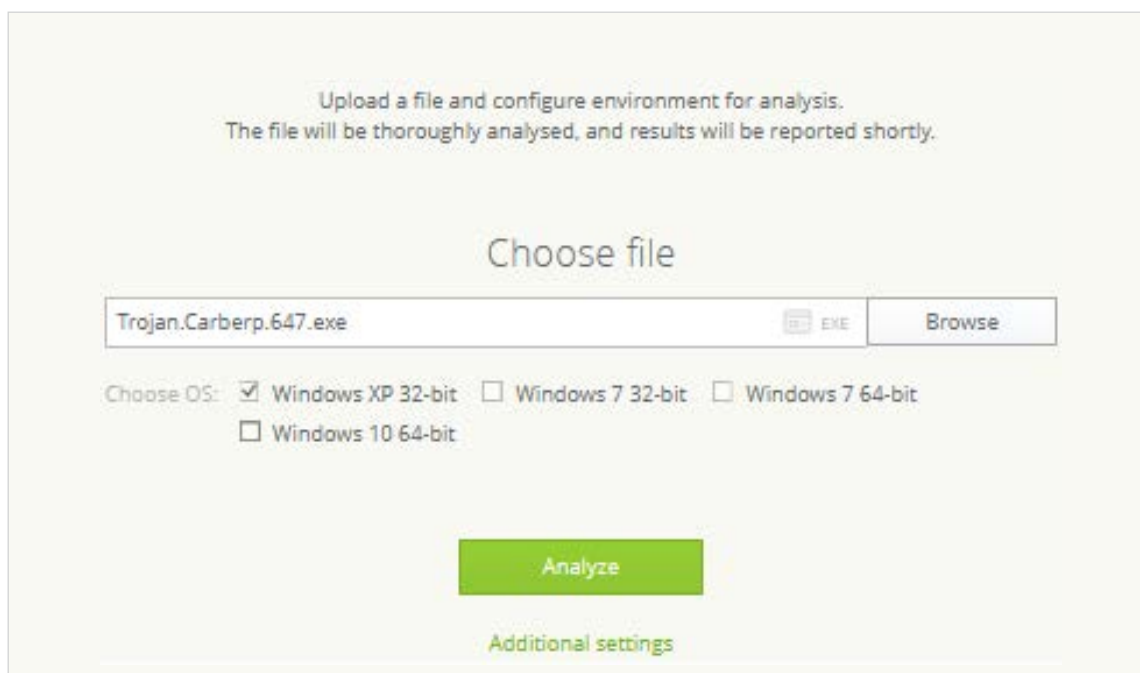 Upload a file and configure environment for analysis.
The file will be thoroughly analysed, and results will be reported shortly.
Choose file
Trojan.Carberp.647.exe EXE Browse
Choose OS: Windows XP 32-bit Windows 7 32-bit Windows 7 64-bit
Windows 10 64-bit
Analyze
Additional settings